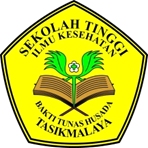 SEKOLAH TINGGI
ILMU KESEHATAN
BAKTI TUNAS HUSADA
TASIKMALAYA